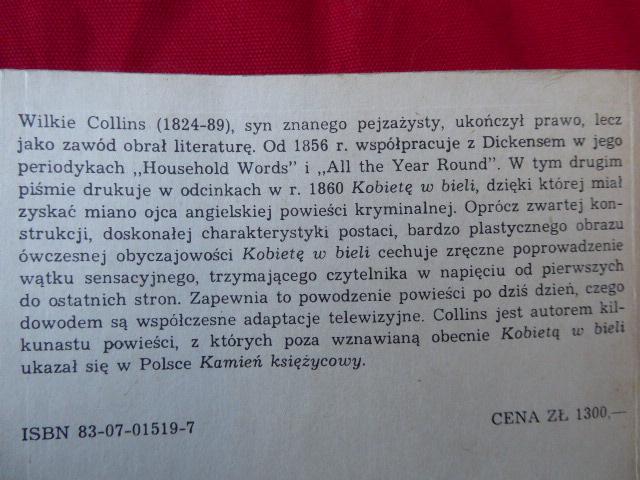 Wilkie Collins (1824-89), syn znanego pejzażysty, ukończył prawo, lecz
jako zawód obrał literaturę. Od 1856 r. współpracuje z Dickensem w jego
periodykach „Household Words" i „All the Year Round". W tym drugim
piśmie drukuje w odcinkach w r. 1860 Kobietę w bieli, dzięki której miał
zyskać miano ojca angielskiej powieści kryminalnej. Oprócz zwartej kon-
strukcji, doskonałej charakterystyki postaci, bardzo plastycznego obrazu
ówczesnej obyczajowości Kobietę w bieli cechuje zręczne poprowadzenie
wątku sensacyjnego, trzymającego czytelnika w napięciu od pierwszych
do ostatnich stron. Zapewnia to powodzenie powieści po dziś dzień, czego
dowodem są współczesne adaptacje telewizyjne. Collins jest autorem kil-
kunastu powieści, z których poza wznawianą obecnie Kobietą w bieli
ukazał się w Polsce Kamień księżycowy.
ISBN 83-07-01519-7
CENA ZŁ 1300,—